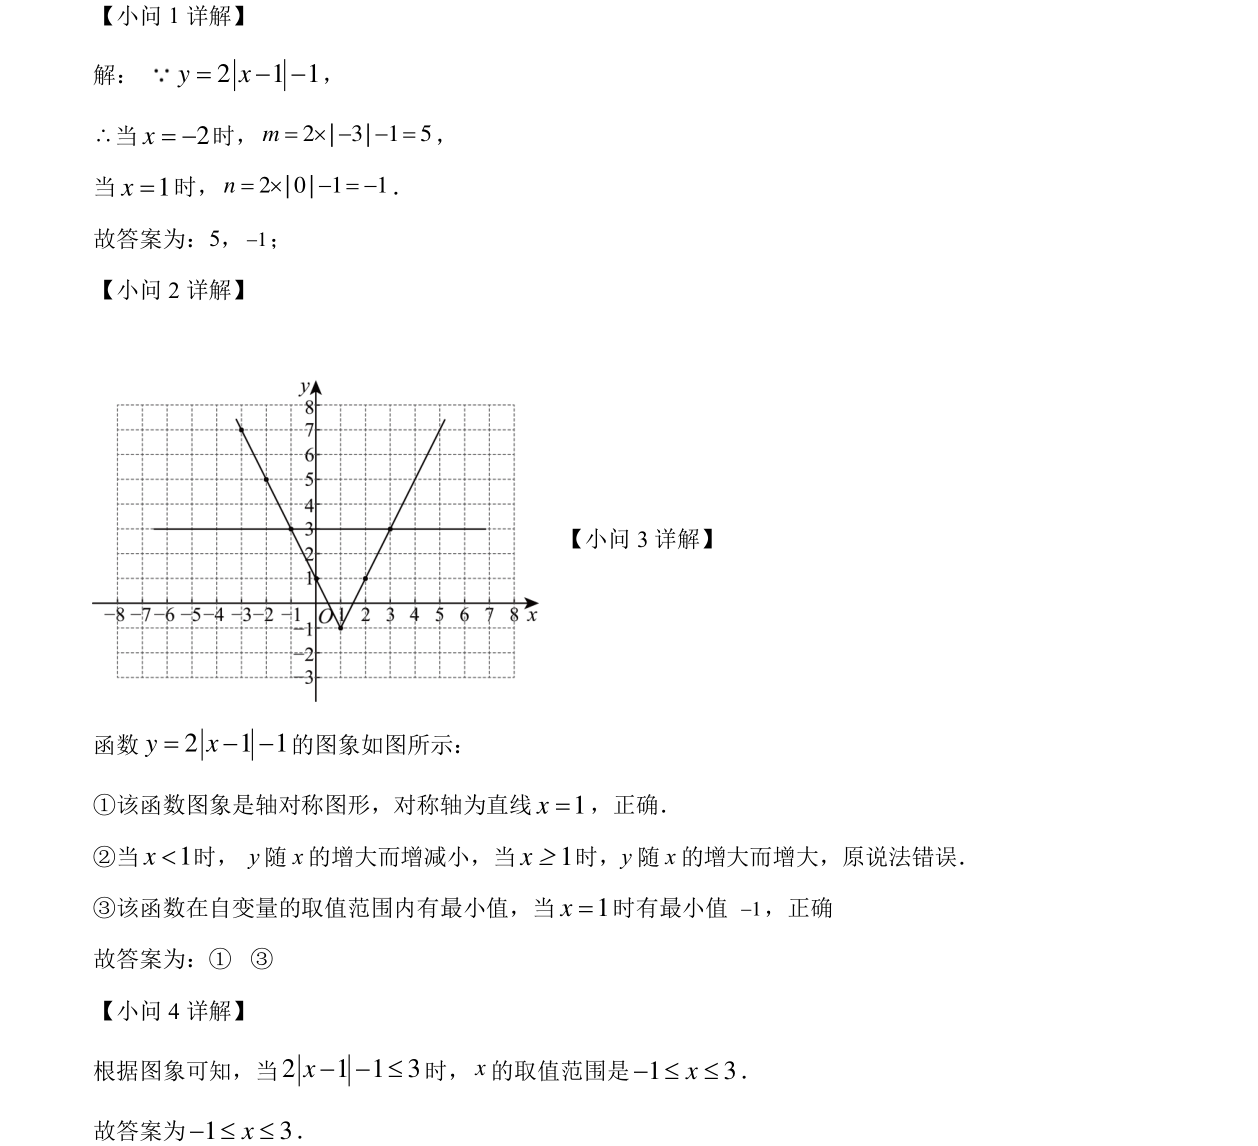 【小问 1 详解】
解： ∵ y = 2|x−1|−1，
∴当 x = −2时， m = 2×|−3|−1 = 5，
当 x = 1时， n = 2×|0|−1 = −1．
故答案为：5， −1；
【小问 2 详解】
y
8
7
6
5
4
3
2
1
−8 −7 −6 −5 −4 −3 −2 −1 O 1 2 3 4 5 6 7 8 x
−1
−2
−3
【小问 3 详解】
函数 y = 2|x−1|−1的图象如图所示：
①该函数图象是轴对称图形，对称轴为直线 x = 1，正确．
②当 x < 1时， y 随 x 的增大而增减小，当 x ≥ 1时，y 随 x 的增大而增大，原说法错误．
③该函数在自变量的取值范围内有最小值，当 x = 1时有最小值 −1，正确
故答案为：① ③
【小问 4 详解】
根据图象可知，当 2|x−1|−1 ≤ 3时， x 的取值范围是 −1 ≤ x ≤ 3．
故答案为 −1 ≤ x ≤ 3．